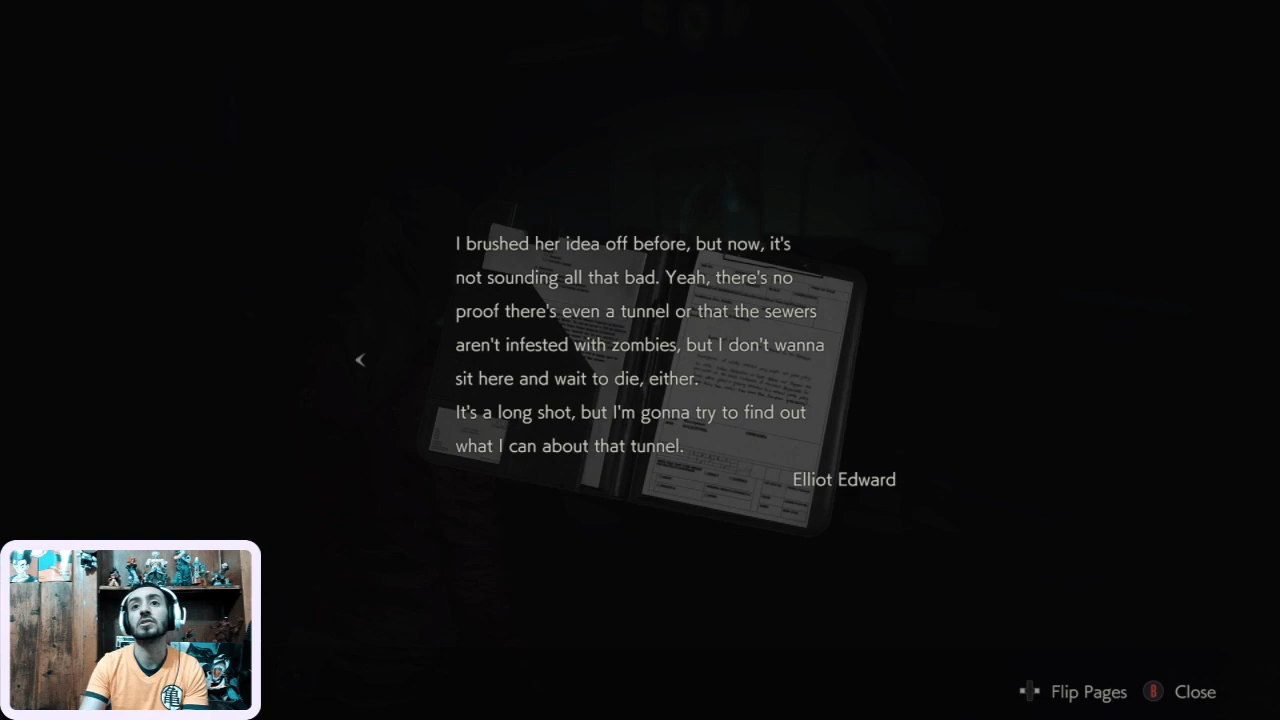 I brushed her idea off before, but now, it's
not sounding all that bad. Yeah, there's no
proof there's even a tunnel or that the sewers
aren't infested with zombies, but I don't wanna
sit here and wait to die, either.
It's a long shot, but I'm gonna try to find out
what I can about that tunnel.
Elliot Edward
Flip Pages
B Close